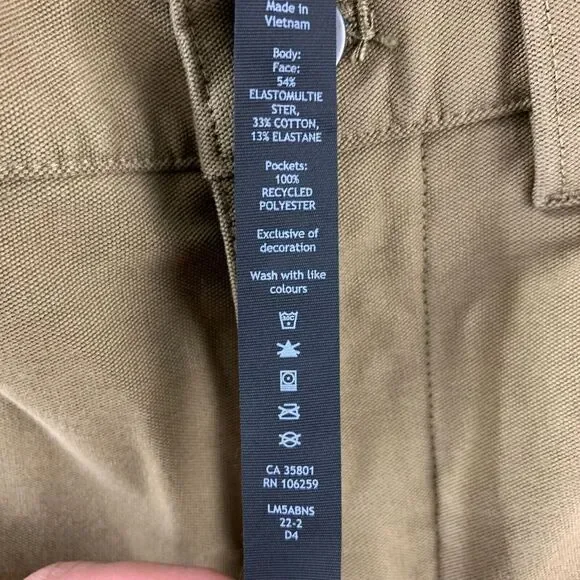 Made in
Vietnam
Body:
Face:
54%
ELASTOMULTIE
STER,
33% COTTON,
13% ELASTANE
Pockets:
100%
RECYCLED
POLYESTER
Exclusive of
decoration
Wash with like
colours
30C
CA 35801
RN 106259
LM5ABNS
22-2
D4